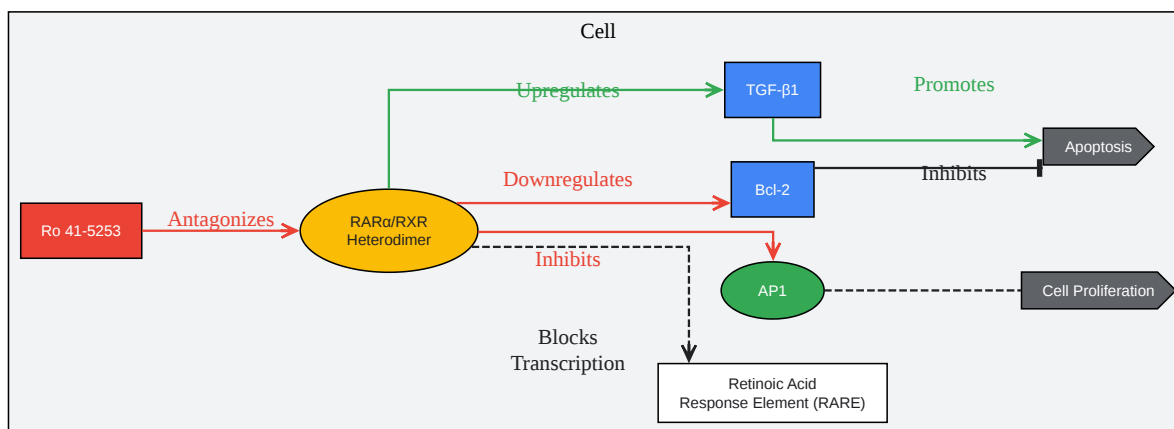 Cell
Upregulates
TGF-β1
Promotes
Apoptosis
Downregulates
Bcl-2
Inhibits
Ro 41-5253
Antagonizes
RARα/RXR
Heterodimer
Inhibits
AP1
Cell Proliferation
Blocks
Transcription
Retinoic Acid
Response Element (RARE)